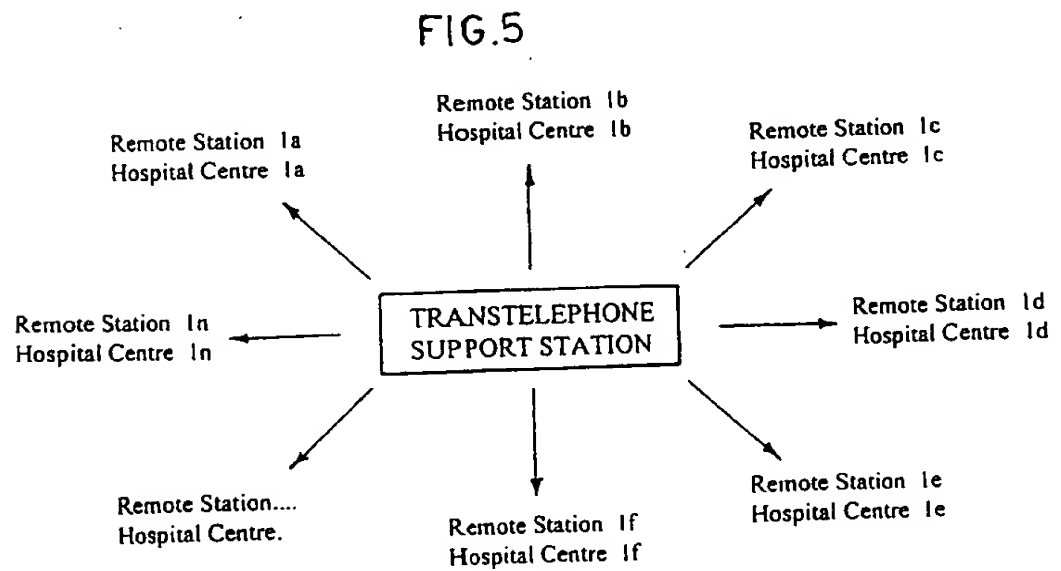 FIG.5
Remote Station 1b
Hospital Centre 1b
Remote Station 1a
Hospital Centre 1a
Remote Station 1c
Hospital Centre 1c
TRANSTELEPHONE
SUPPORT STATION
Remote Station 1n
Hospital Centre 1n
Remote Station 1d
Hospital Centre 1d
Remote Station....
Hospital Centre.
Remote Station 1f
Hospital Centre 1f
Remote Station 1e
Hospital Centre 1e